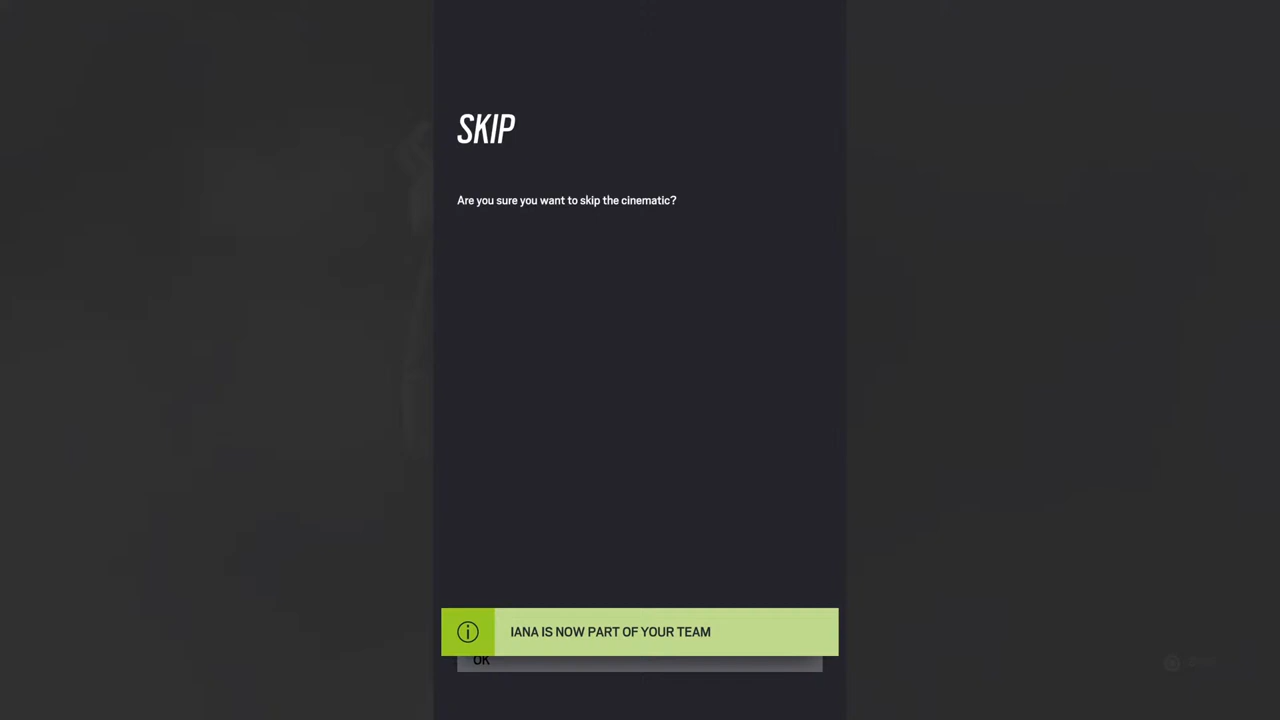 SKIP
Are you sure you want to skip the cinematic?
IANA IS NOW PART OF YOUR TEAM
OK